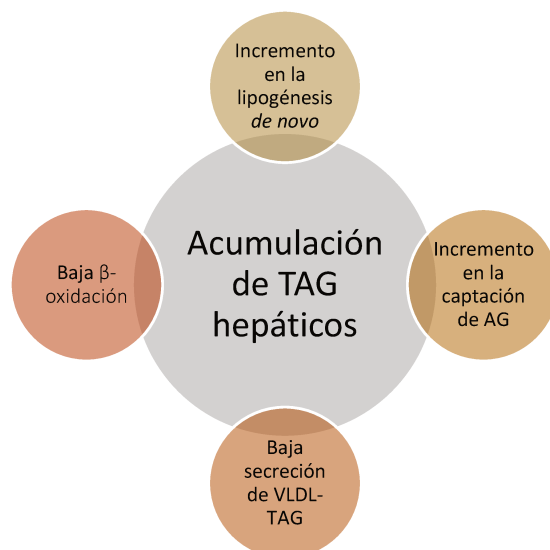 Incremento
en la
lipogénesis
de novo
Acumulación
de TAG
hepáticos
Baja β-
oxidación
Incremento
en la
captación
de AG
Baja
secreción
de VLDL-
TAG